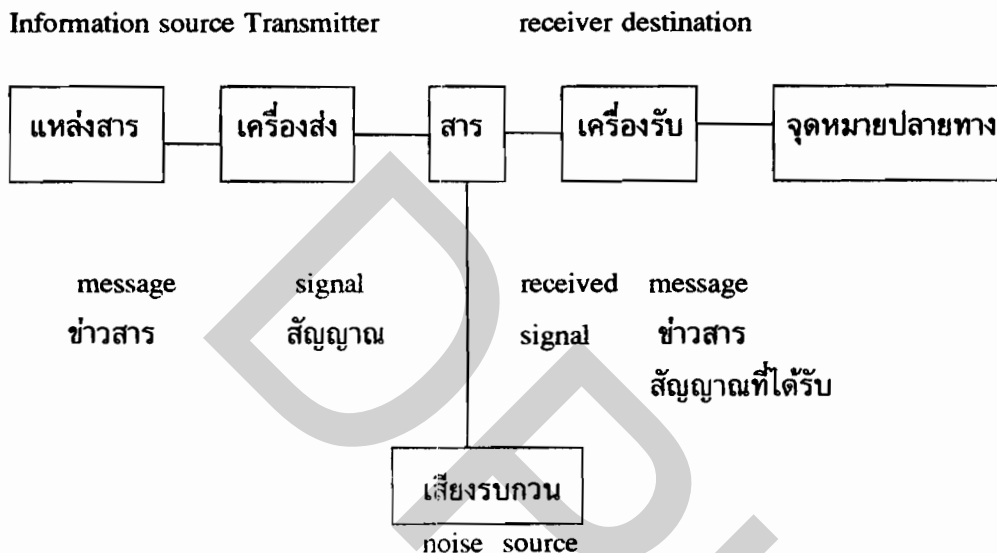 Information source Transmitter receiver destination
แหล่งสาร เครื่องส่ง สาร เครื่องรับ จุดหมายปลายทาง
message signal received message
ข่าวสาร สัญญาณ signal ข่าวสาร
สัญญาณที่ได้รับ
เสียงรบกวน
noise source